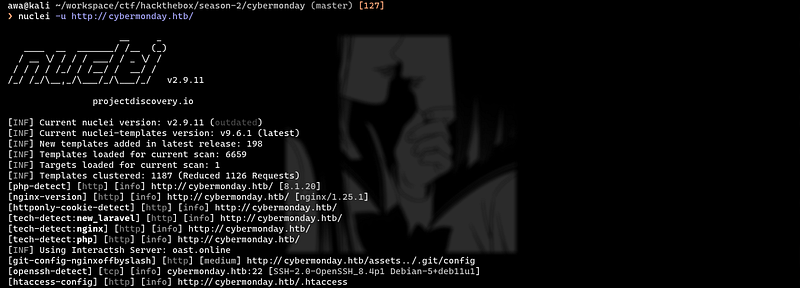 awa@kali ~/workspace/ctf/hackthebox/season-2/cybermonday (master) [127]
❯ nuclei -u http://cybermonday.htb/
nuclei v2.9.11
projectdiscovery.io
[INF] Current nuclei version: v2.9.11 (outdated)
[INF] Current nuclei-templates version: v9.6.1 (latest)
[INF] New templates added in latest release: 198
[INF] Templates loaded for current scan: 6659
[INF] Targets loaded for current scan: 1
[INF] Templates clustered: 1187 (Reduced 1126 Requests)
[php-detect] [http] [info] http://cybermonday.htb/ [8.1.20]
[nginx-version] [http] [info] http://cybermonday.htb/ [nginx/1.25.1]
[httponly-cookie-detect] [http] [info] http://cybermonday.htb/
[tech-detect:new_laravel] [http] [info] http://cybermonday.htb/
[tech-detect:nginx] [http] [info] http://cybermonday.htb/
[tech-detect:php] [http] [info] http://cybermonday.htb/
[INF] Using Interactsh Server: oast.online
[git-config-nginxoffbyslash] [http] [medium] http://cybermonday.htb/assets../.git/config
[openssh-detect] [tcp] [info] cybermonday.htb:22 [SSH-2.0-OpenSSH_8.4p1 Debian-5+deb11u1]
[htaccess-config] [http] [info] http://cybermonday.htb/.htaccess